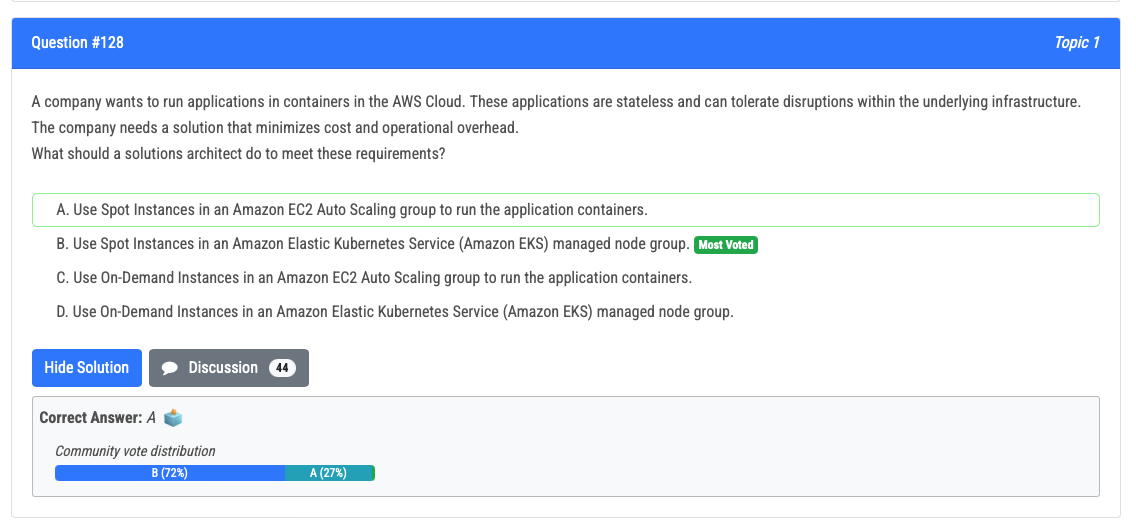 Question #128
Topic 1
A company wants to run applications in containers in the AWS Cloud. These applications are stateless and can tolerate disruptions within the underlying infrastructure.
The company needs a solution that minimizes cost and operational overhead.
What should a solutions architect do to meet these requirements?
A. Use Spot Instances in an Amazon EC2 Auto Scaling group to run the application containers.
B. Use Spot Instances in an Amazon Elastic Kubernetes Service (Amazon EKS) managed node group. Most Voted
C. Use On-Demand Instances in an Amazon EC2 Auto Scaling group to run the application containers.
D. Use On-Demand Instances in an Amazon Elastic Kubernetes Service (Amazon EKS) managed node group.
Hide Solution
Discussion 44
Correct Answer: A
Community vote distribution
B (72%) A (27%)